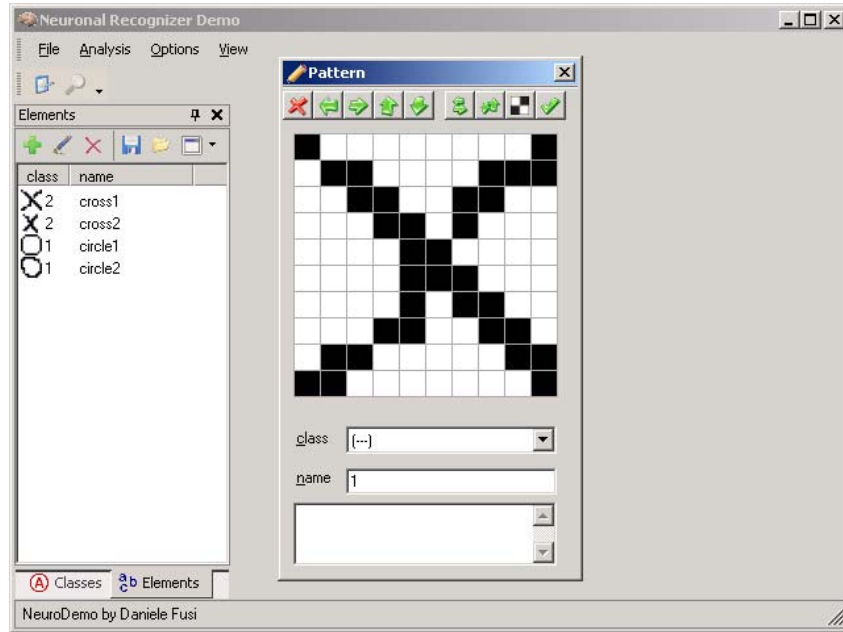 Neuronal Recognizer Demo
File Analysis Options View
Elements
class name
2 cross1
2 cross2
1 circle1
1 circle2
A Classes abc Elements
NeuroDemo by Daniele Fusi
Pattern
class (---)
name 1